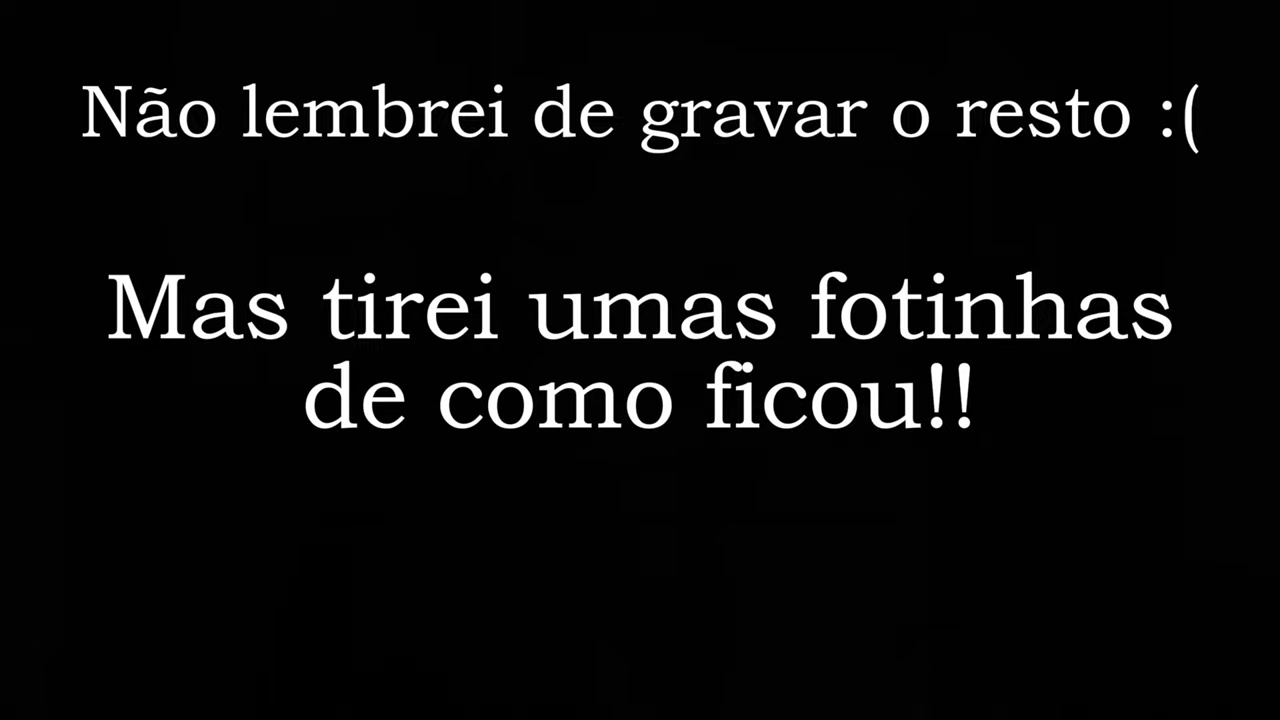 Não lembrei de gravar o resto :(
Mas tirei umas fotinhas
de como ficou!!